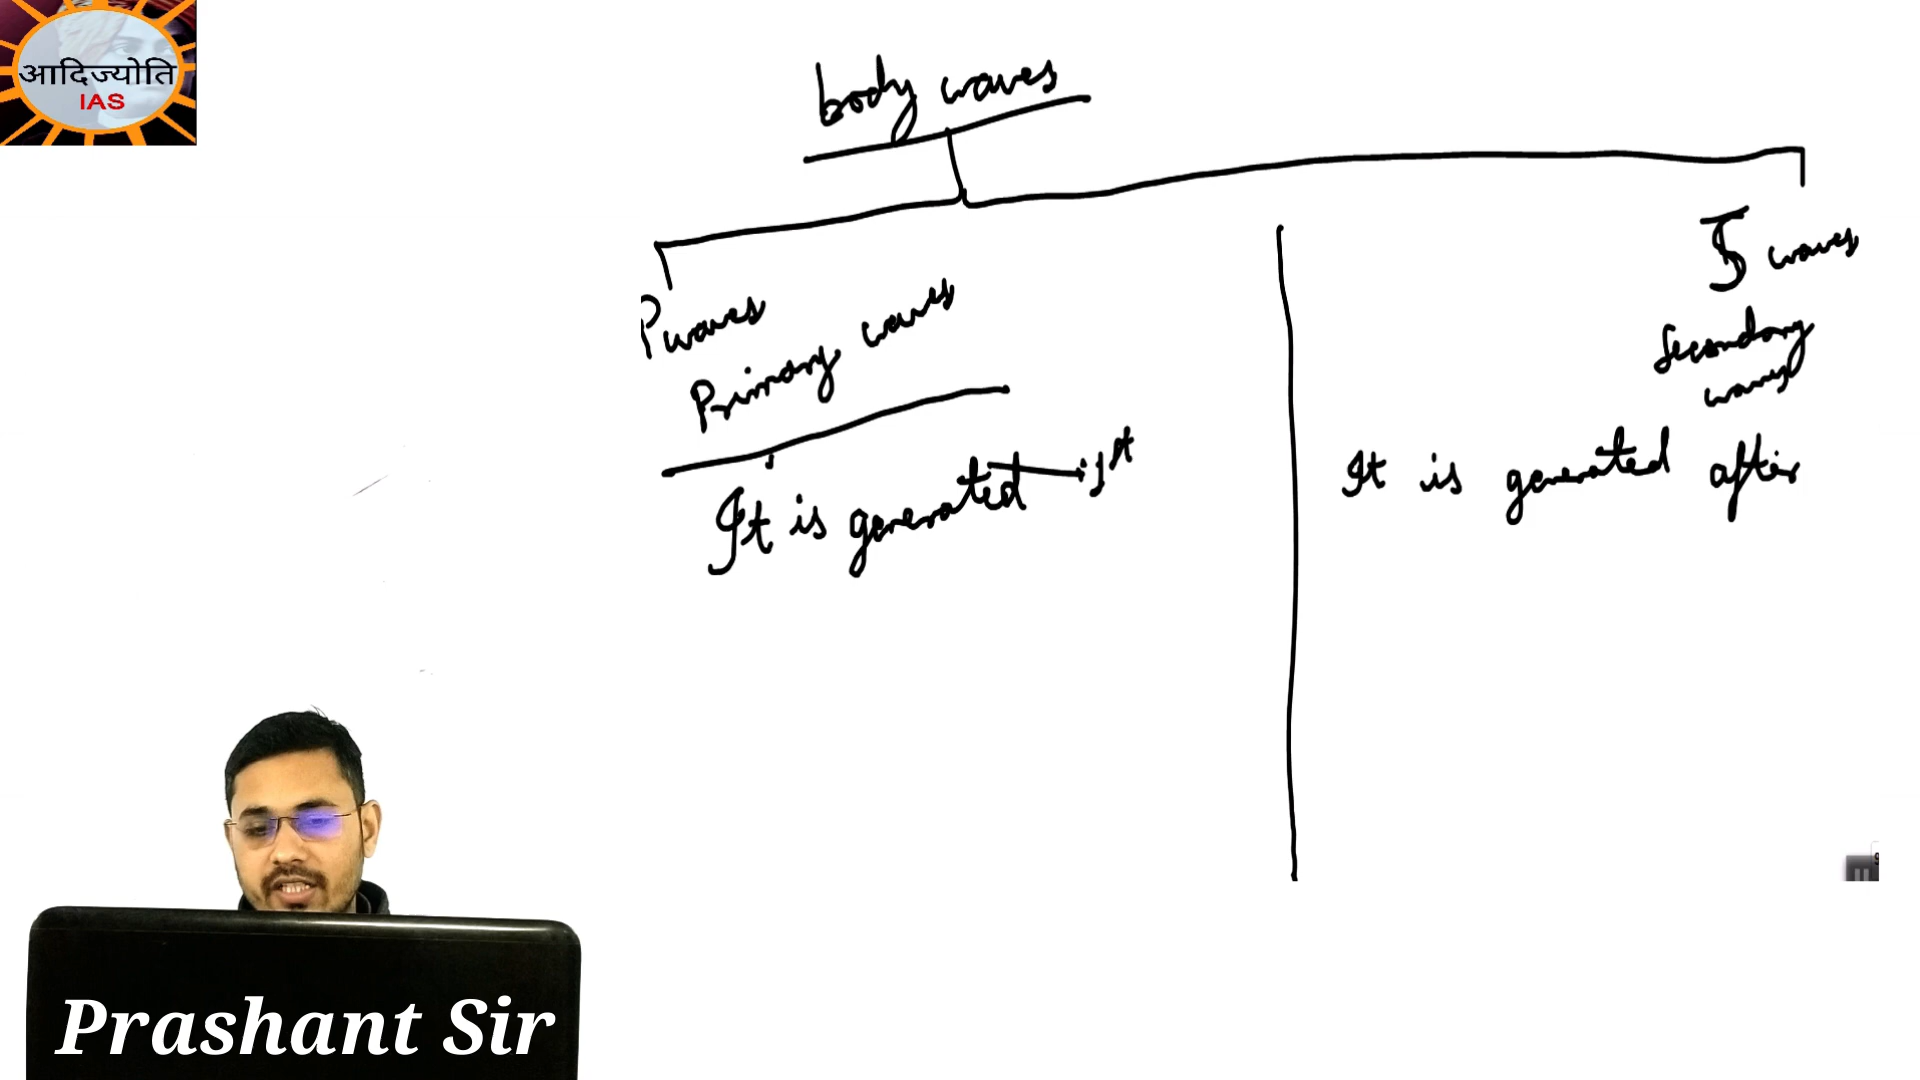 आदिज्योति
IAS
body waves
P waves
Primary waves
It is generated 1st
S waves
Secondary
waves
It is generated after
Prashant Sir